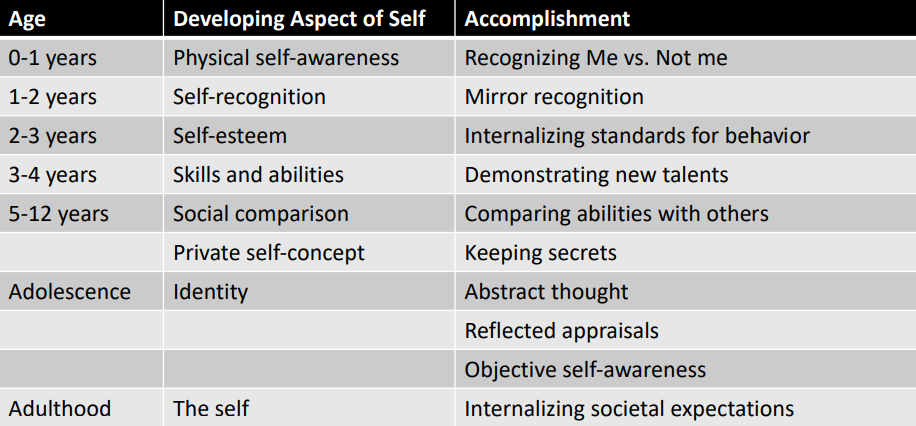 Age Developing Aspect of Self Accomplishment
0-1 years Physical self-awareness Recognizing Me vs. Not me
1-2 years Self-recognition Mirror recognition
2-3 years Self-esteem Internalizing standards for behavior
3-4 years Skills and abilities Demonstrating new talents
5-12 years Social comparison Comparing abilities with others
Private self-concept Keeping secrets
Adolescence Identity Abstract thought
Reflected appraisals
Objective self-awareness
Adulthood The self Internalizing societal expectations